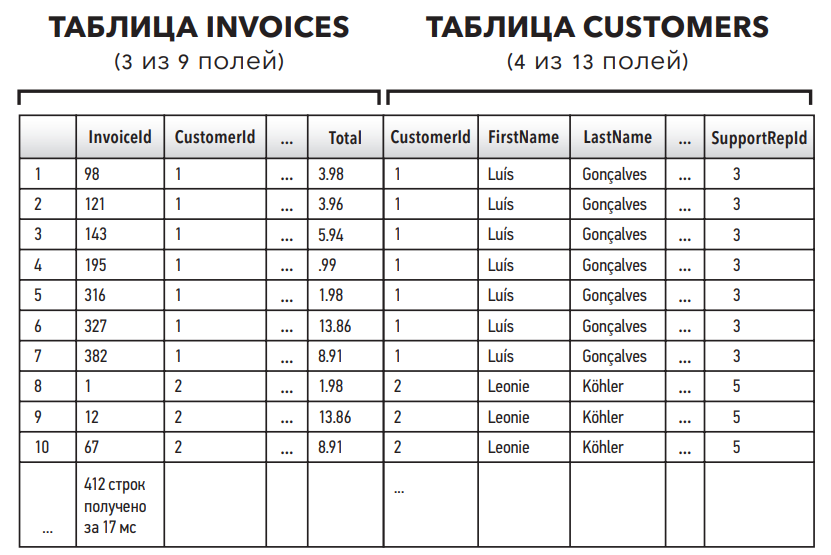 ТАБЛИЦА INVOICES ТАБЛИЦА CUSTOMERS
(3 из 9 полей) (4 из 13 полей)
InvoiceId CustomerId ... Total CustomerId FirstName LastName ... SupportRepId
1 98 1 ... 3.98 1 Luís Gonçalves ... 3
2 121 1 ... 3.96 1 Luís Gonçalves ... 3
3 143 1 ... 5.94 1 Luís Gonçalves ... 3
4 195 1 ... .99 1 Luís Gonçalves ... 3
5 316 1 ... 1.98 1 Luís Gonçalves ... 3
6 327 1 ... 13.86 1 Luís Gonçalves ... 3
7 382 1 ... 8.91 1 Luís Gonçalves ... 3
8 1 2 ... 1.98 2 Leonie Köhler ... 5
9 12 2 ... 13.86 2 Leonie Köhler ... 5
10 67 2 ... 8.91 2 Leonie Köhler ... 5
412 строк ...
получено
... за 17 мс